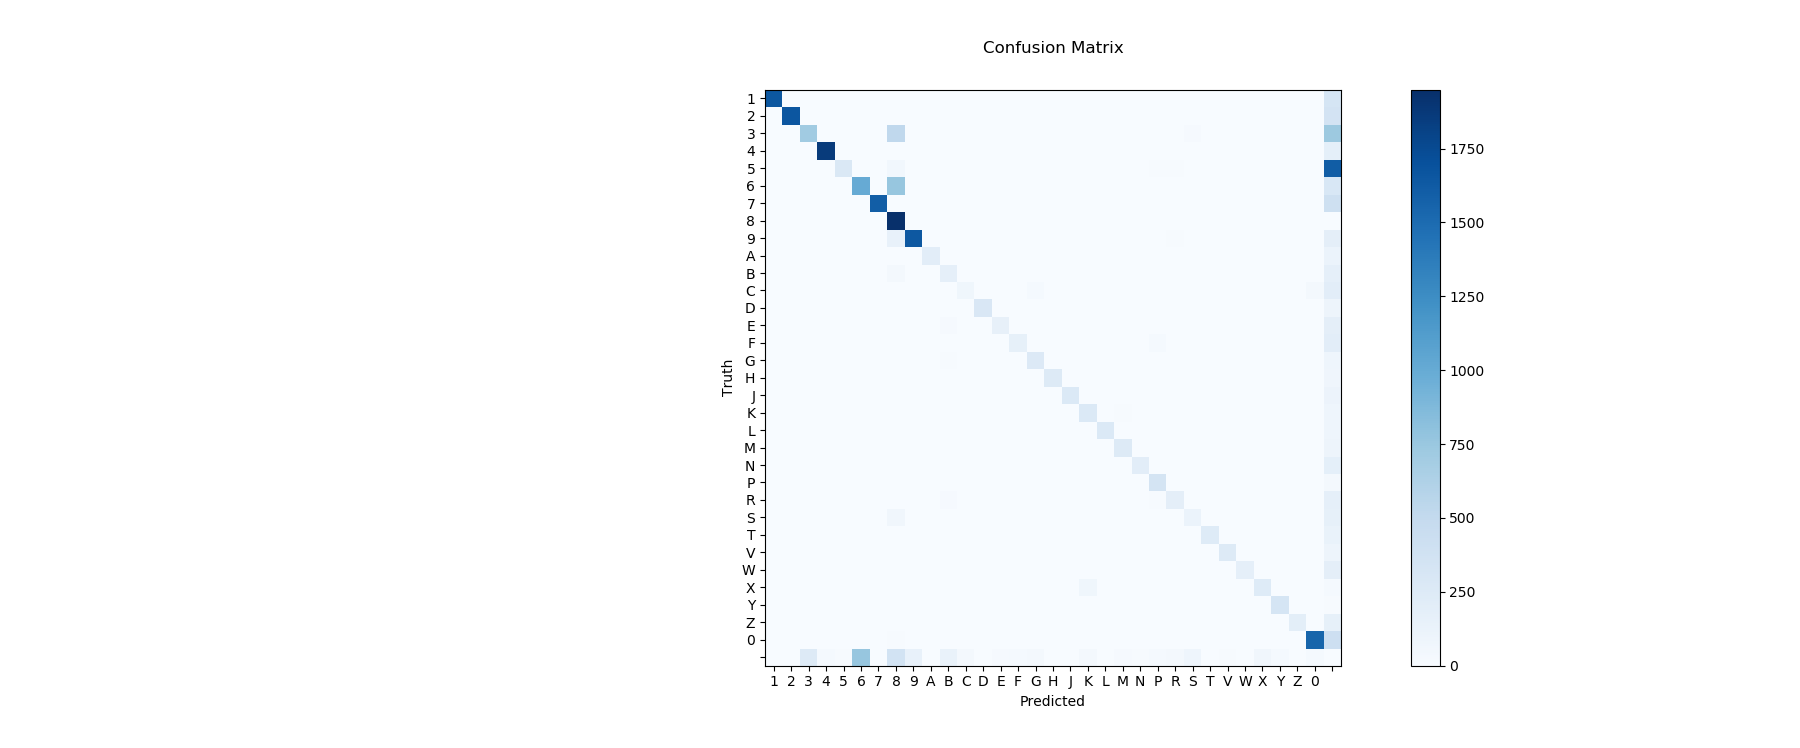 Confusion Matrix
1
2
3
4
5
6
7
8
9
A
B
C
D
E
F
G
H
J
K
L
M
N
P
R
S
T
V
W
X
Y
Z
0
Truth
1 2 3 4 5 6 7 8 9 A B C D E F G H J K L M N P R S T V W X Y Z 0
Predicted
1750
1500
1250
1000
750
500
250
0